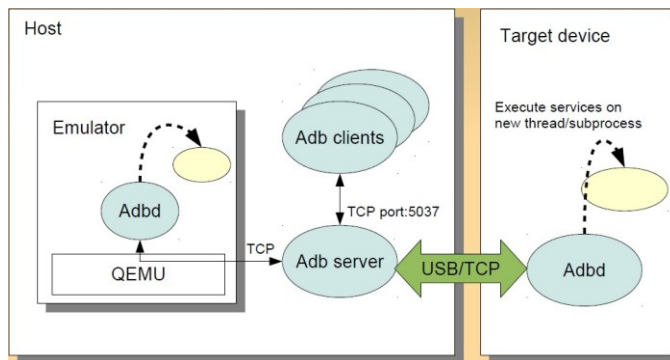 Host
Target device
Emulator
Adbd
QEMU
TCP
Adb clients
TCP port:5037
Adb server
USB/TCP
Execute services on
new thread/subprocess
Adbd